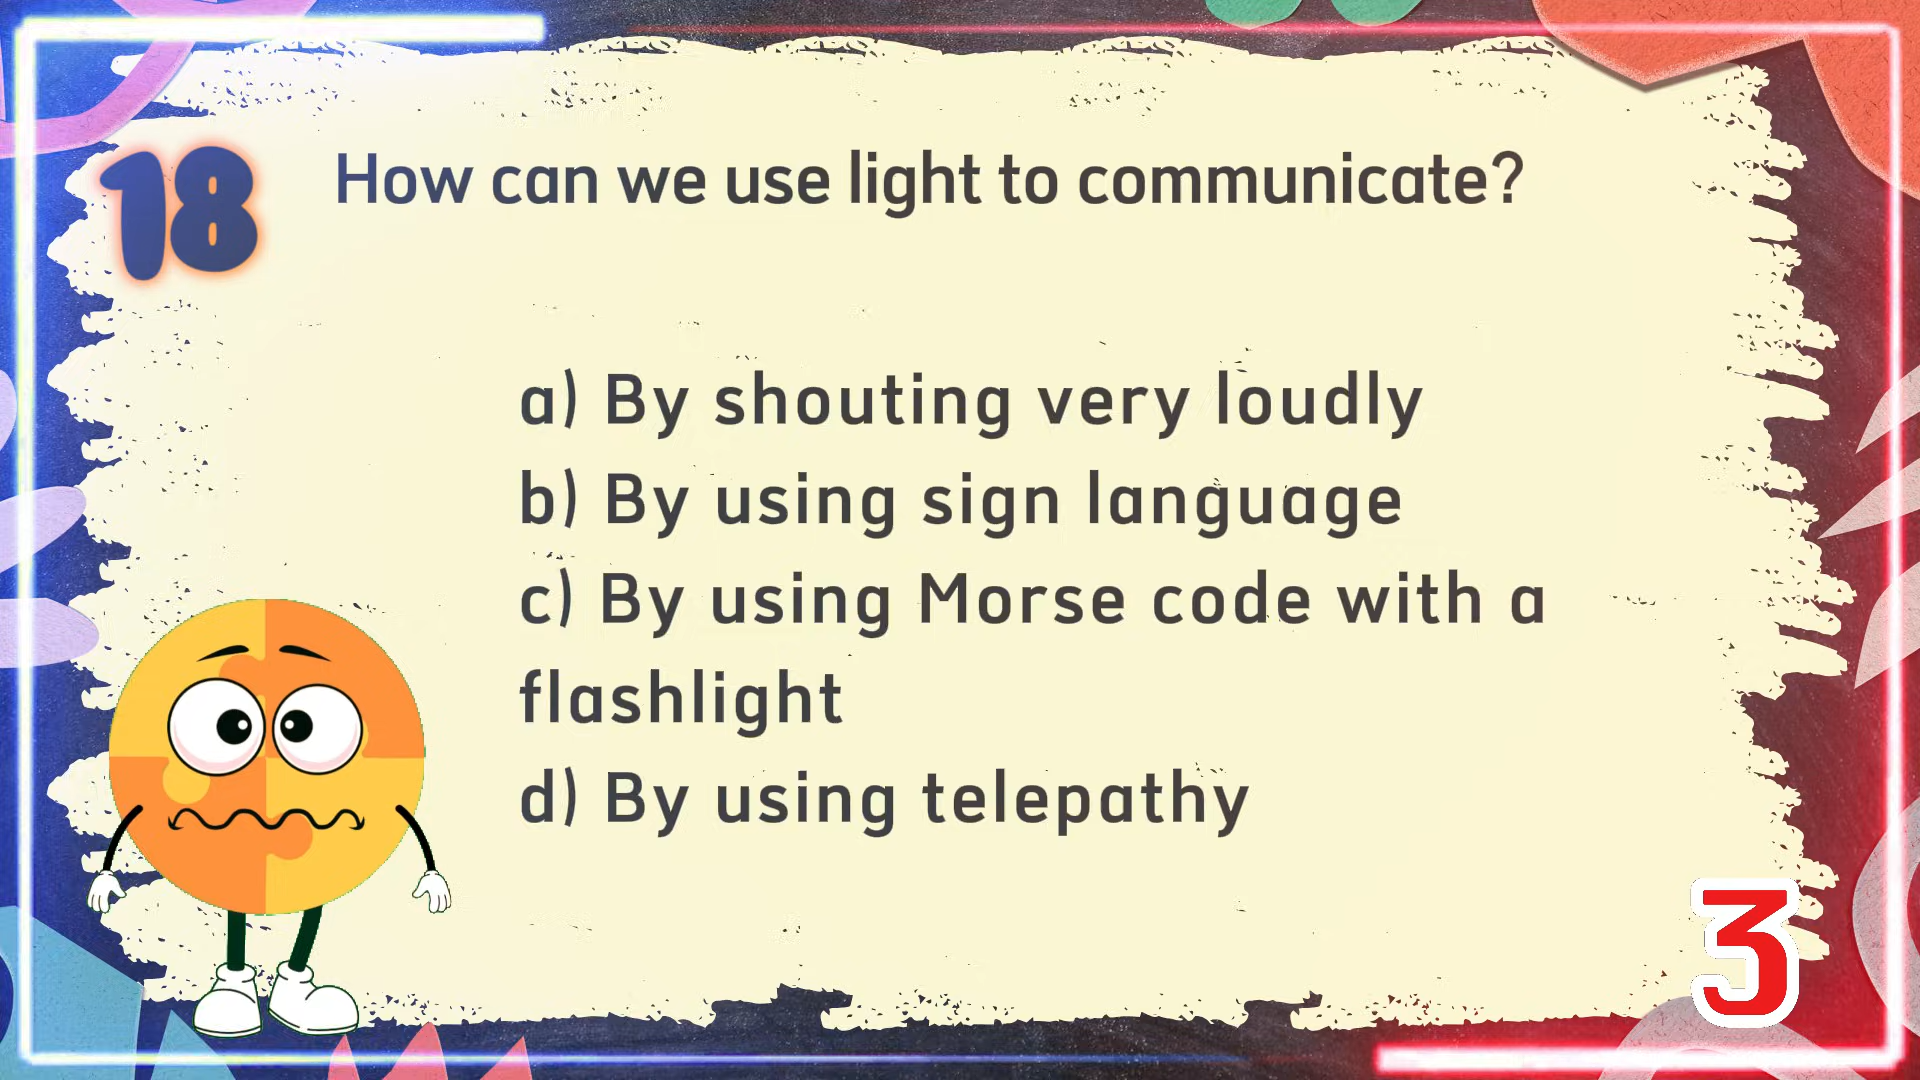 18
How can we use light to communicate?
a) By shouting very loudly
b) By using sign language
c) By using Morse code with a
flashlight
d) By using telepathy
3